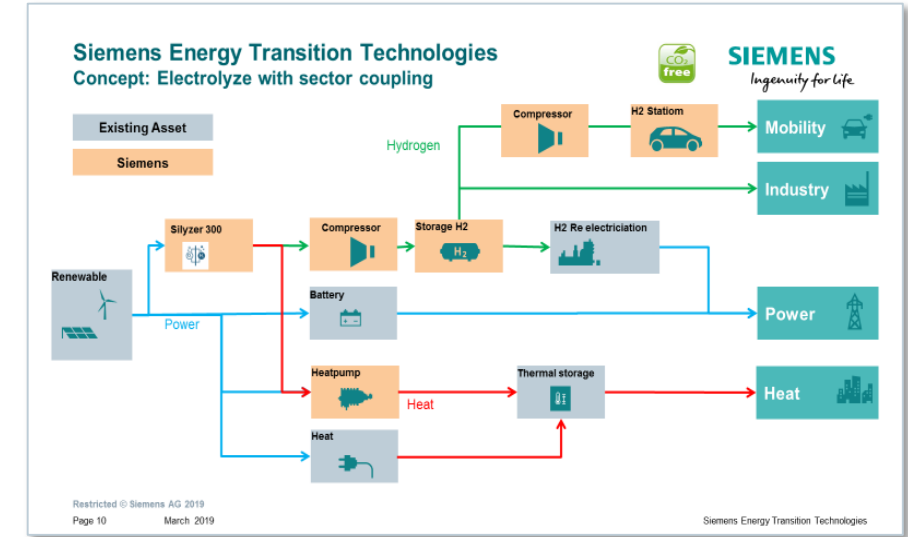 Siemens Energy Transition Technologies
Concept: Electrolyze with sector coupling
CO₂
free
SIEMENS
Ingenuity for life
Existing Asset
Siemens
Hydrogen
Compressor
H2 Statiom
Mobility
Industry
Silyzer 300
Compressor
Storage H2
H2
H2 Re electriciation
Renewable
Power
Battery
Power
Heatpump
Heat
Thermal storage
Heat
Heat
Restricted © Siemens AG 2019
Page 10 March 2019
Siemens Energy Transition Technologies